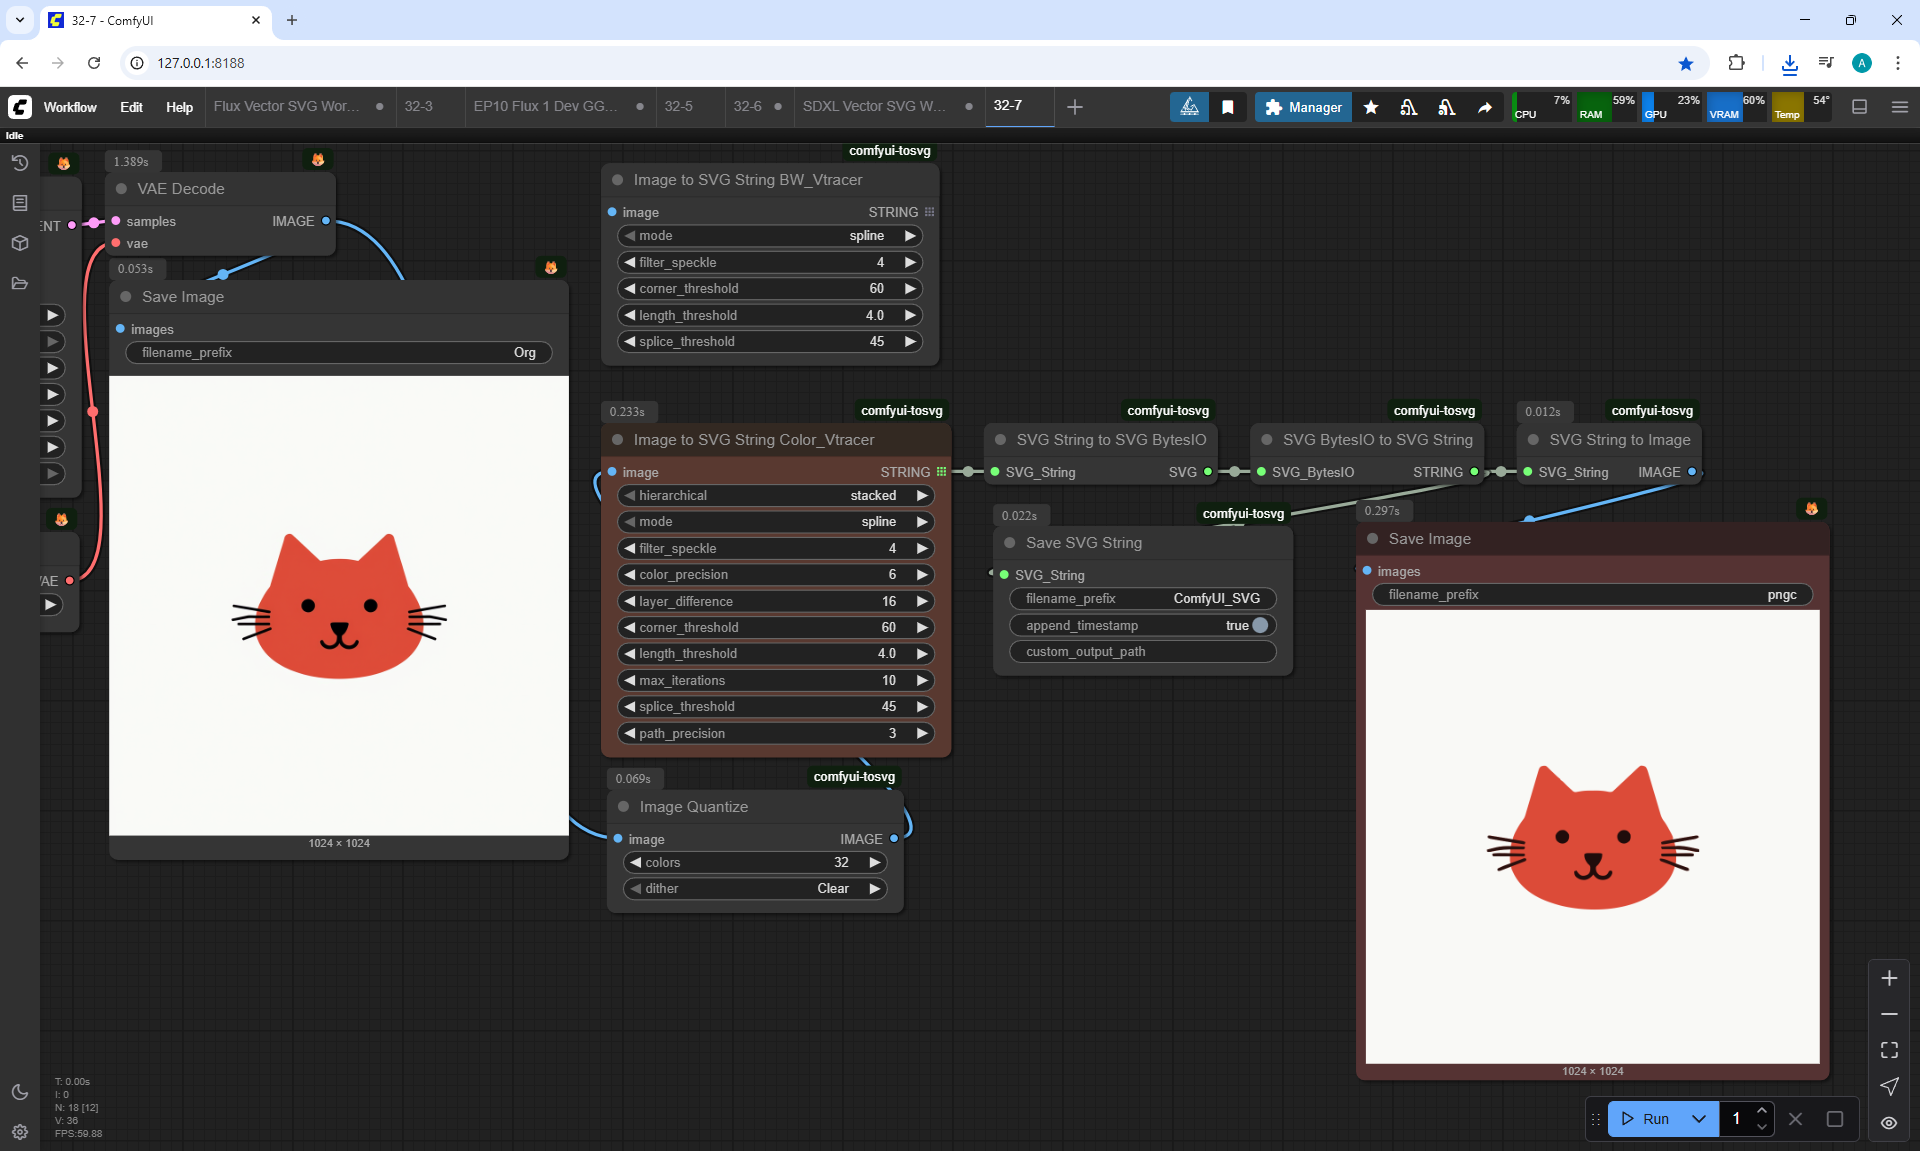 32-7 - ComfyUI
127.0.0.1:8188
Workflow Edit Help Flux Vector SVG Wor... 32-3 EP10 Flux 1 Dev GG... 32-5 32-6 SDXL Vector SVG W... 32-7
Manager
CPU 7% RAM 59% GPU 23% VRAM 60% Temp 54°
Idle
1.389s
VAE Decode
samples IMAGE
vae
ENT
0.053s
Save Image
images
filename_prefix Org
1024 × 1024
VAE
comfyui-tosvg
Image to SVG String BW_Vtracer
image STRING
mode spline
filter_speckle 4
corner_threshold 60
length_threshold 4.0
splice_threshold 45
0.233s comfyui-tosvg
Image to SVG String Color_Vtracer
image STRING
hierarchical stacked
mode spline
filter_speckle 4
color_precision 6
layer_difference 16
corner_threshold 60
length_threshold 4.0
max_iterations 10
splice_threshold 45
path_precision 3
0.069s comfyui-tosvg
Image Quantize
image IMAGE
colors 32
dither Clear
comfyui-tosvg
SVG String to SVG BytesIO
SVG_String SVG
comfyui-tosvg
SVG BytesIO to SVG String
SVG_BytesIO STRING
0.012s comfyui-tosvg
SVG String to Image
SVG_String IMAGE
0.022s comfyui-tosvg
Save SVG String
SVG_String
filename_prefix ComfyUI_SVG
append_timestamp true
custom_output_path
0.297s
Save Image
images
filename_prefix pngc
1024 × 1024
T: 0.00s
I: 0
N: 18 [12]
V: 36
FPS:59.88
Run 1
A